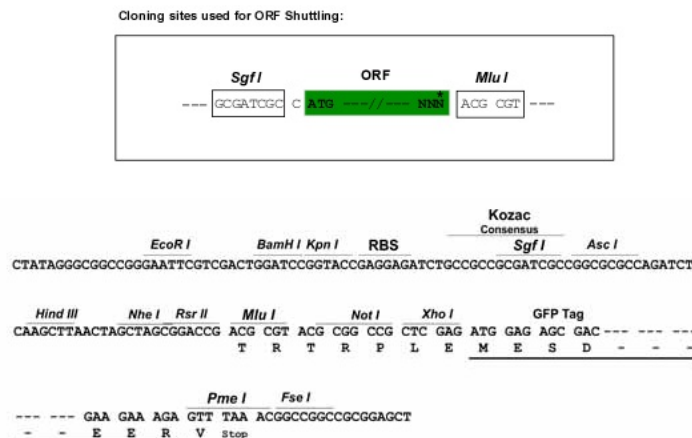 Cloning sites used for ORF Shuttling:
Sgf I ORF Mlu I
--- GCGATCGC C ATG ---//--- NNN* ACG CGT ---
Kozac
Consensus
EcoR I BamH I Kpn I RBS Sgf I Asc I
CTATAGGGCGGCCGGGAATTCGTCGACTGGATCCGGTACCGAGGAGATCTGCCGCCGCGATCGCCGGCGCGCCAGATCT
Hind III Nhe I Rsr II Mlu I Not I Xho I GFP Tag
CAAGCTTAACTAGCTAGCGGACCG ACG CGT ACG CGG CCG CTC GAG ATG GAG AGC GAC--- --- ---
T R T R P L E M E S D - - -
Pme I Fse I
--- --- GAA GAA AGA GTT TAA ACGGCCGGCCGCGGAGCT
- - E E R V Stop